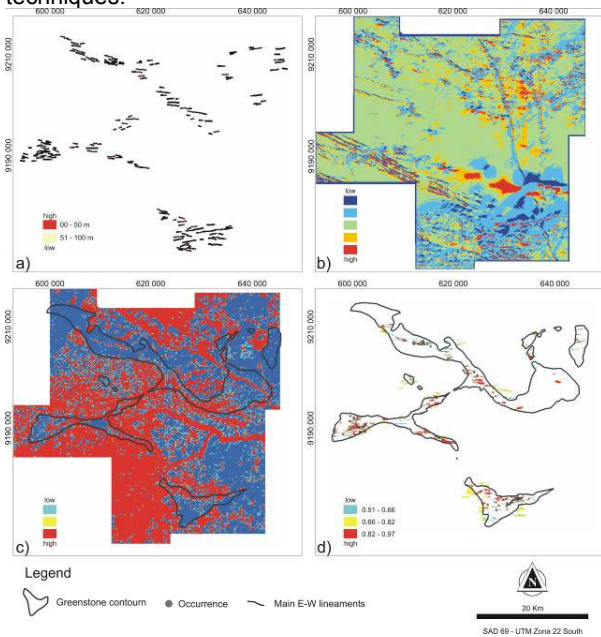 techniques.
600 000 620 000 640 000
9210 000
9190 000
high
00 - 50 m
51 - 100 m
low
a)
600 000 620 000 640 000
9210 000
9190 000
low
high
b)
600 000 620 000 640 000
9210 000
9190 000
low
high
c)
600 000 620 000 640 000
9210 000
9190 000
low
0.51 - 0.66
0.66 - 0.82
0.82 - 0.97
high
d)
Legend
Greenstone contourn Occurrence Main E-W lineaments
N
20 Km
SAD 69 - UTM Zona 22 South